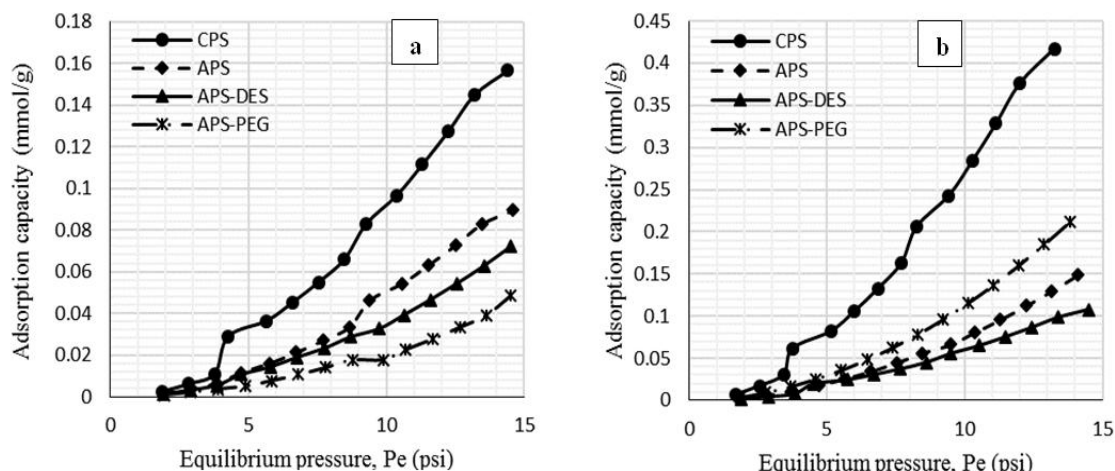 a
CPS
APS
APS-DES
APS-PEG
0.18
0.16
0.14
0.12
0.1
0.08
0.06
0.04
0.02
0
0
5
10
15
Adsorption capacity (mmol/g)
Equilibrium pressure, Pe (psi)
b
CPS
APS
APS-DES
APS-PEG
0.45
0.4
0.35
0.3
0.25
0.2
0.15
0.1
0.05
0
0
5
10
15
Adsorption capacity (mmol/g)
Equilibrium pressure, Pe (psi)